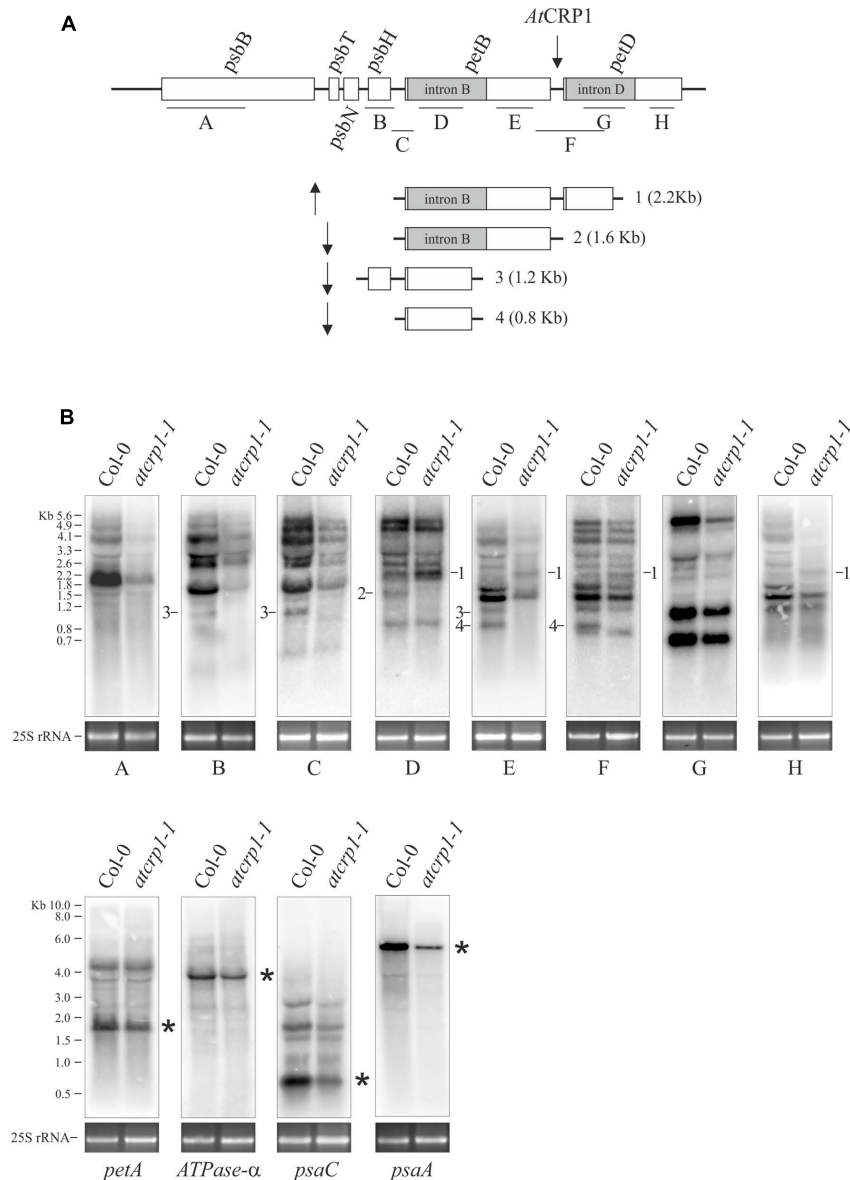 A
AtCRP1
psbB
psbT
psbH
petB
petD
intron B
intron D
A
psbN
B
C
D
E
F
G
H
intron B
1 (2.2Kb)
intron B
2 (1.6 Kb)
3 (1.2 Kb)
4 (0.8 Kb)
B
Col-0 atcrp1-1 Col-0 atcrp1-1 Col-0 atcrp1-1 Col-0 atcrp1-1 Col-0 atcrp1-1 Col-0 atcrp1-1 Col-0 atcrp1-1 Col-0 atcrp1-1
Kb 5.6
4.9
4.1
3.3
2.6
2.2
1.8
1.5
1.2
0.8
0.7
3
3
2
1
3
4
1
4
1
1
25S rRNA
A B C D E F G H
Col-0 atcrp1-1 Col-0 atcrp1-1 Col-0 atcrp1-1 Col-0 atcrp1-1
Kb 10.0
8.0
6.0
4.0
3.0
2.0
1.5
1.0
0.5
*
*
*
*
25S rRNA
petA ATPase-α psaC psaA